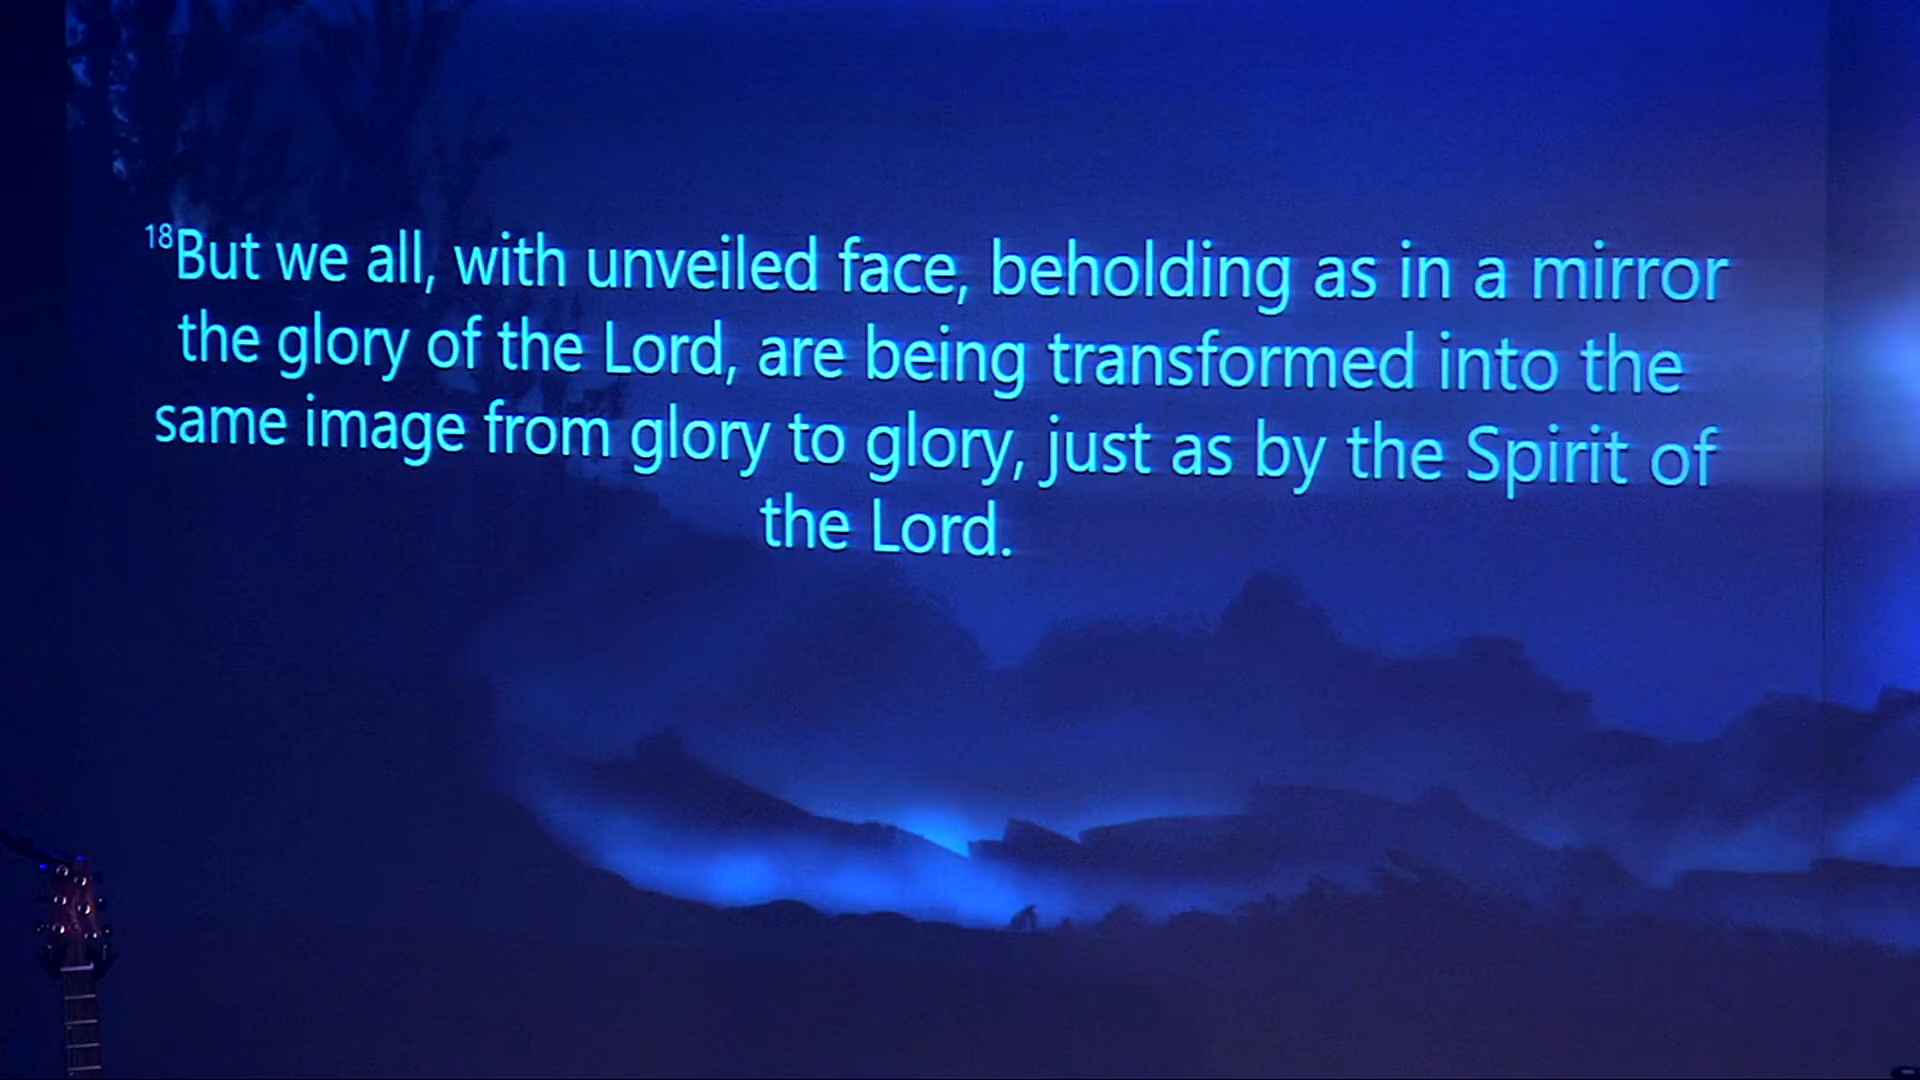 18But we all, with unveiled face, beholding as in a mirror
the glory of the Lord, are being transformed into the
same image from glory to glory, just as by the Spirit of
the Lord.